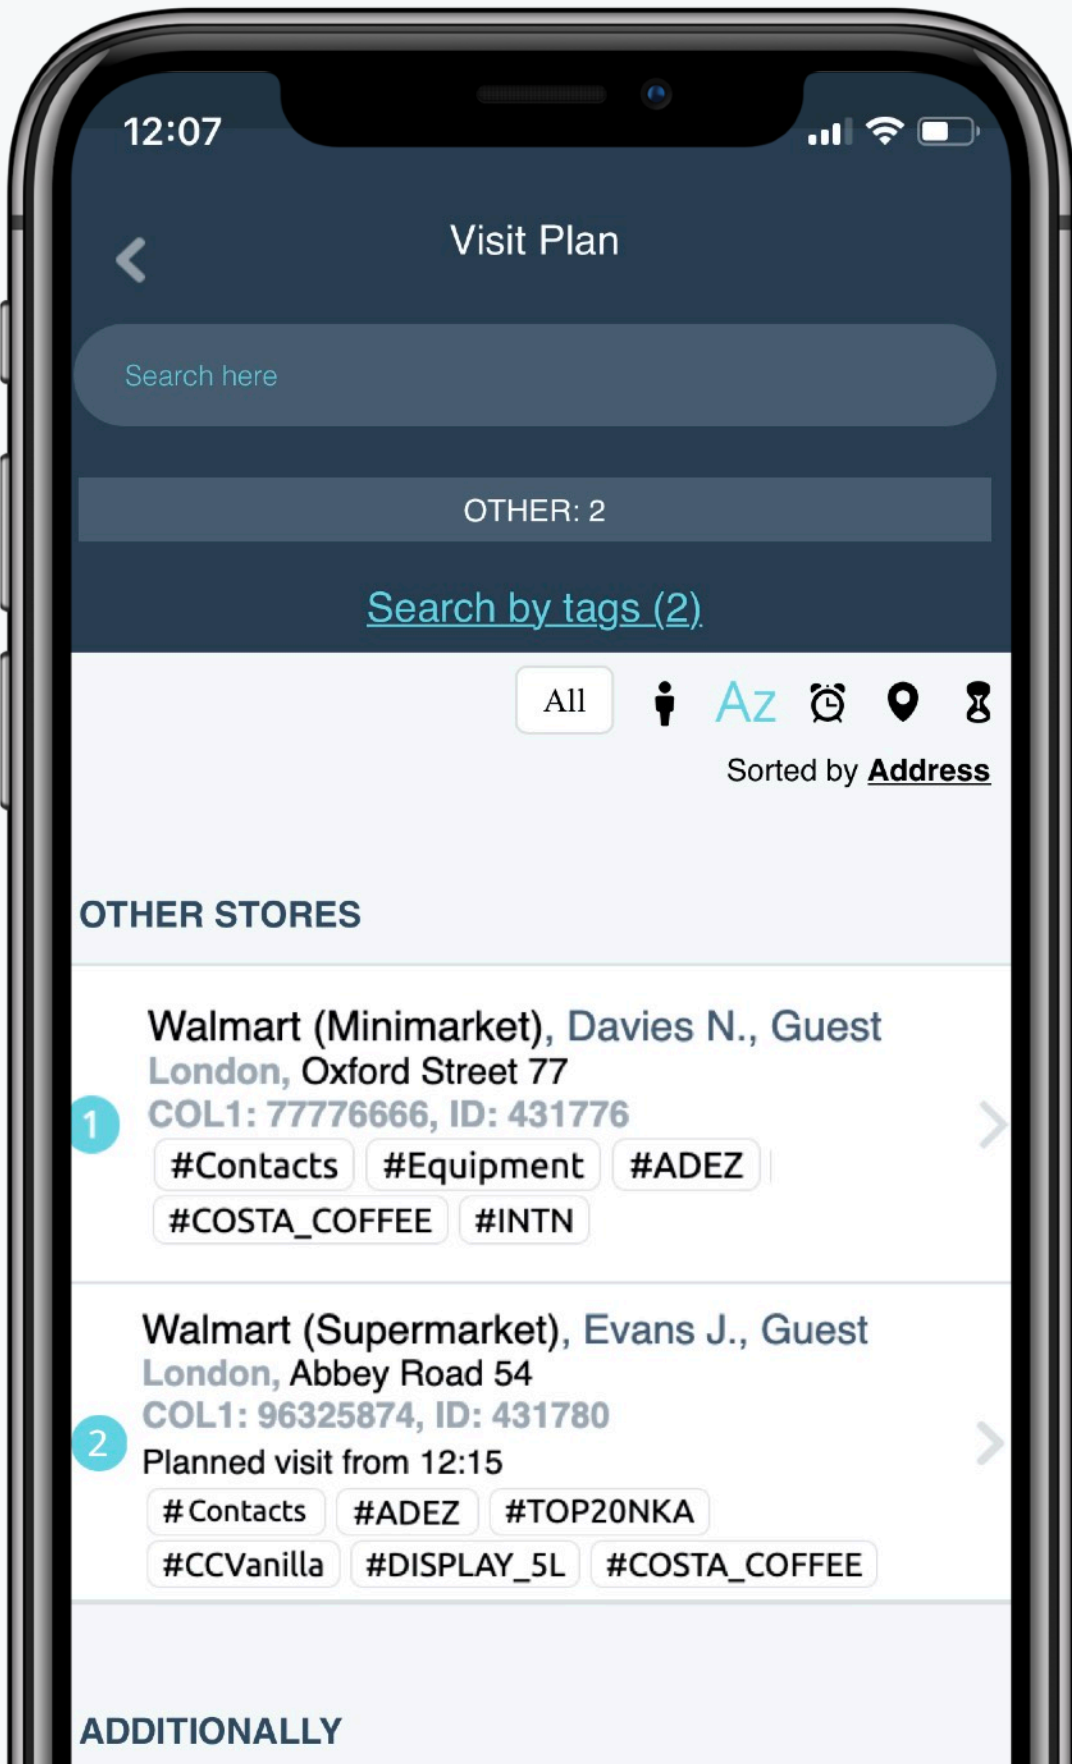 12:07
Visit Plan
Search here
OTHER: 2
Search by tags (2)
All Az
Sorted by Address
OTHER STORES
Walmart (Minimarket), Davies N., Guest
London, Oxford Street 77
1 COL1: 77776666, ID: 431776
#Contacts #Equipment #ADEZ
#COSTA_COFFEE #INTN
Walmart (Supermarket), Evans J., Guest
London, Abbey Road 54
COL1: 96325874, ID: 431780
2 Planned visit from 12:15
#Contacts #ADEZ #TOP20NKA
#CCVanilla #DISPLAY_5L #COSTA_COFFEE
ADDITIONALLY